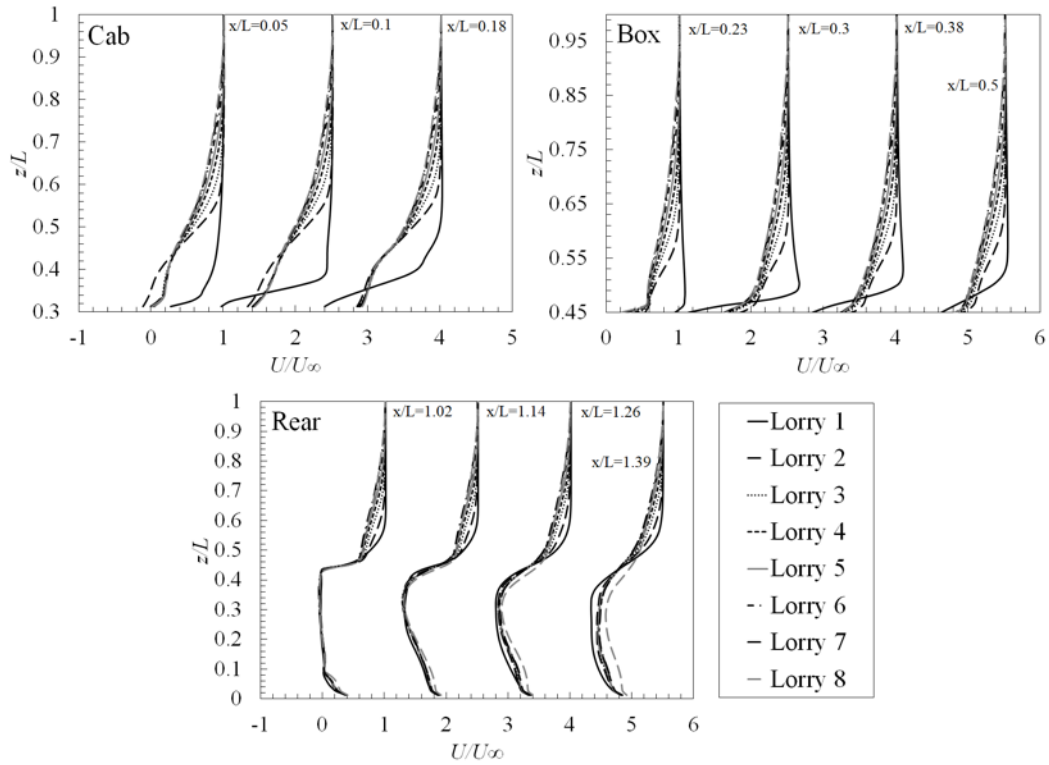 Cab
x/L=0.05
x/L=0.1
x/L=0.18
1
0.9
0.8
0.7
0.6
0.5
0.4
0.3
z/L
-1
0
1
2
3
4
5
U/U∞
Box
x/L=0.23
x/L=0.3
x/L=0.38
x/L=0.5
0.95
0.85
0.75
0.65
0.55
0.45
z/L
0
1
2
3
4
5
6
U/U∞
Rear
x/L=1.02
x/L=1.14
x/L=1.26
x/L=1.39
1
0.9
0.8
0.7
0.6
0.5
0.4
0.3
0.2
0.1
0
z/L
-1
0
1
2
3
4
5
6
U/U∞
Lorry 1
Lorry 2
Lorry 3
Lorry 4
Lorry 5
Lorry 6
Lorry 7
Lorry 8